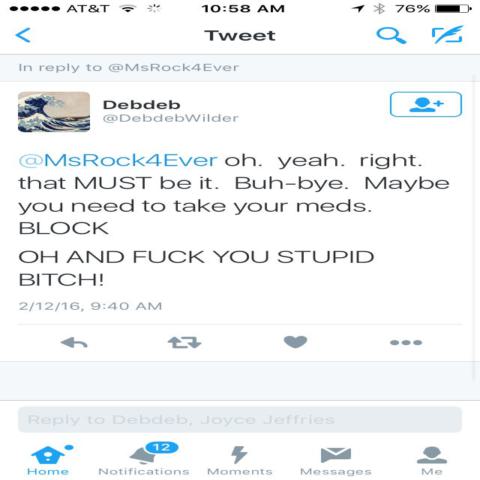 AT&T 10:58 AM 76%
Tweet
In reply to @MsRock4Ever
Debdeb
@DebdebWilder
@MsRock4Ever oh.  yeah.  right.
that MUST be it.  Buh-bye.  Maybe
you need to take your meds.
BLOCK
OH AND FUCK YOU STUPID
BITCH!
2/12/16, 9:40 AM
Reply to Debdeb, Joyce Jeffries
12
Home Notifications Moments Messages Me